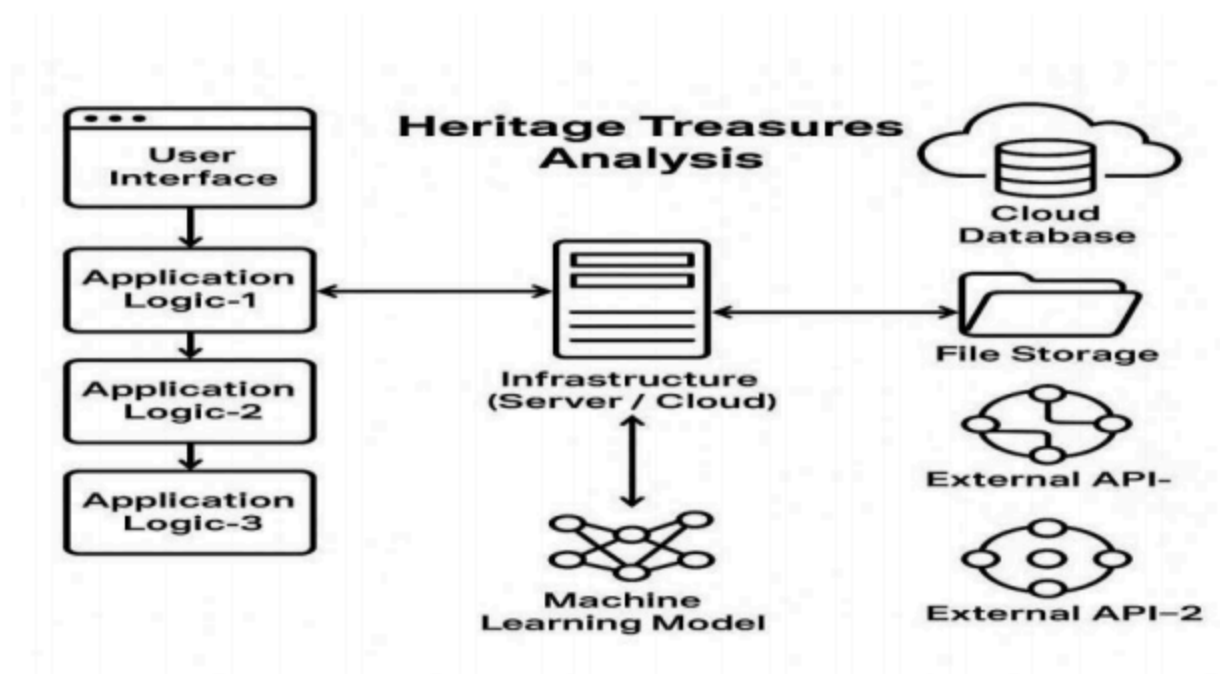 Heritage Treasures
Analysis
User
Interface
Application
Logic-1
Application
Logic-2
Application
Logic-3
Infrastructure
(Server / Cloud)
Machine
Learning Model
Cloud
Database
File Storage
External API-
External API-2